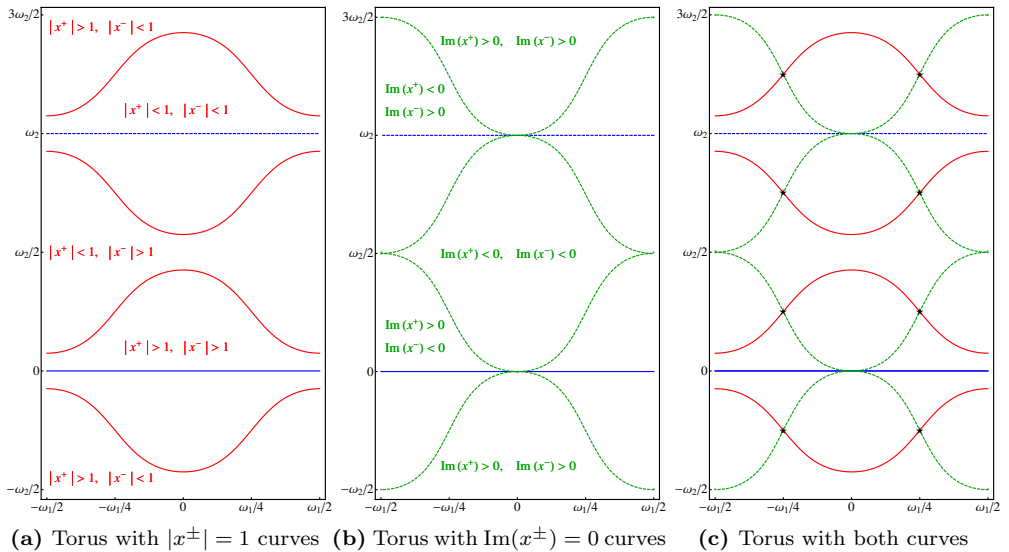 3ω₂/2
|x⁺| > 1, |x⁻| < 1
|x⁺| < 1, |x⁻| < 1
ω₂
|x⁺| < 1, |x⁻| > 1
ω₂/2
|x⁺| > 1, |x⁻| > 1
0
|x⁺| > 1, |x⁻| < 1
−ω₂/2
−ω₁/2 −ω₁/4 0 ω₁/4 ω₁/2
(a) Torus with |x^±| = 1 curves
3ω₂/2
Im(x⁺) > 0, Im(x⁻) > 0
Im(x⁺) < 0
Im(x⁻) > 0
ω₂
ω₂/2
Im(x⁺) < 0, Im(x⁻) < 0
Im(x⁺) > 0
Im(x⁻) < 0
0
Im(x⁺) > 0, Im(x⁻) > 0
−ω₂/2
−ω₁/2 −ω₁/4 0 ω₁/4 ω₁/2
(b) Torus with Im(x^±) = 0 curves
3ω₂/2
ω₂
ω₂/2
0
−ω₂/2
−ω₁/2 −ω₁/4 0 ω₁/4 ω₁/2
(c) Torus with both curves